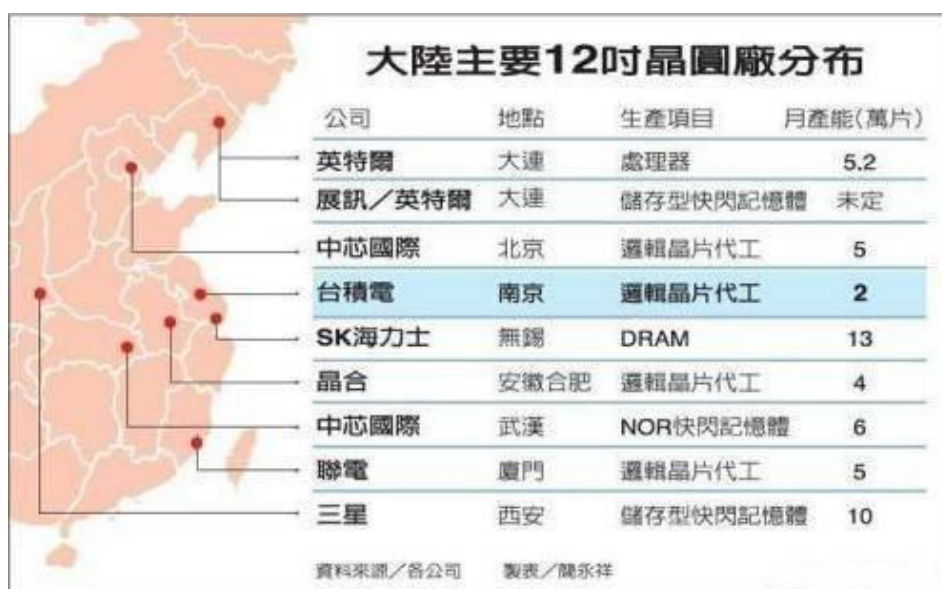 大陸主要12吋晶圓廠分布
公司 地點 生產項目 月產能(萬片)
英特爾 大連 處理器 5.2
展訊／英特爾 大連 儲存型快閃記憶體 未定
中芯國際 北京 邏輯晶片代工 5
台積電 南京 邏輯晶片代工 2
SK海力士 無錫 DRAM 13
晶合 安徽合肥 邏輯晶片代工 4
中芯國際 武漢 NOR快閃記憶體 6
聯電 廈門 邏輯晶片代工 5
三星 西安 儲存型快閃記憶體 10
資料來源／各公司 製表／簡永祥